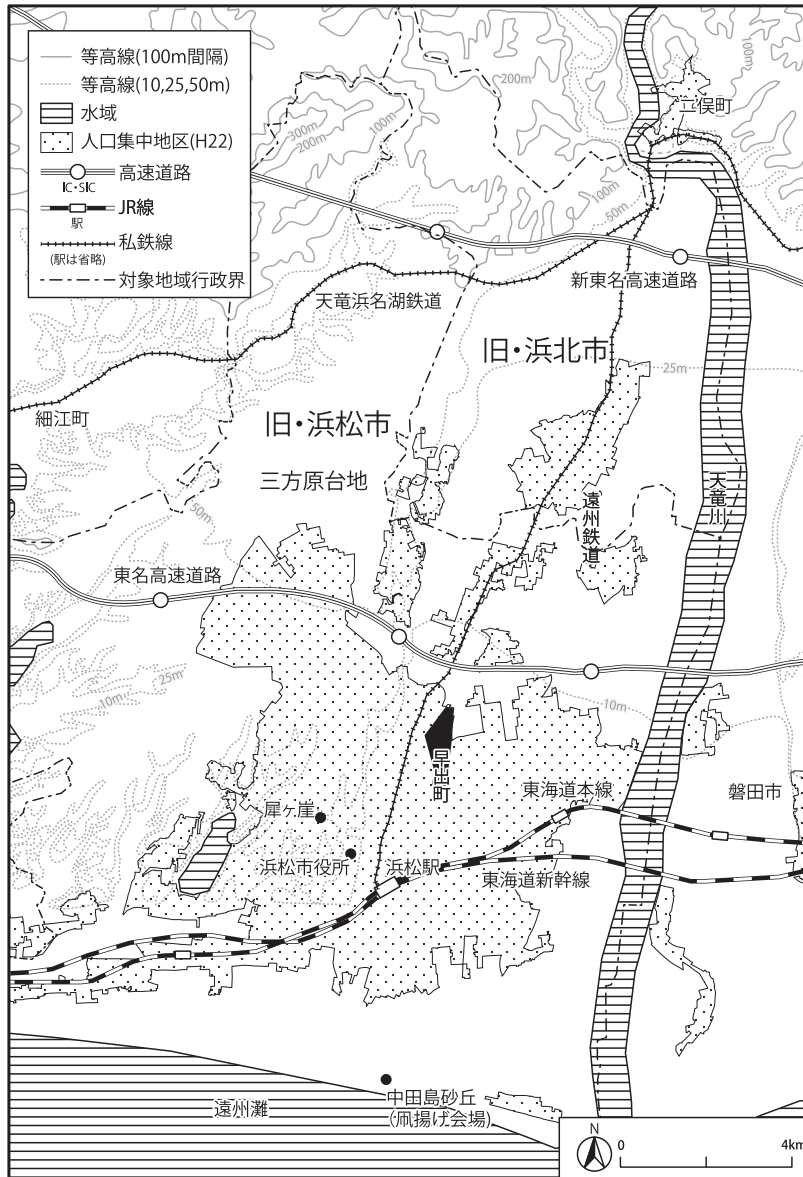 等高線(100m間隔)
等高線(10,25,50m)
水域
人口集中地区(H22)
高速道路
IC・SIC
JR線
駅
私鉄線
(駅は省略)
対象地域行政界
100m
200m
二俣町
300m
200m
100m
100m
50m
新東名高速道路
天竜浜名湖鉄道
旧・浜北市
25m
細江町
旧・浜松市
三方原台地
50m
遠州鉄道
天竜川
東名高速道路
25m
10m
10m
早出町
東海道本線
磐田市
犀ヶ崖
浜松市役所
浜松駅
東海道新幹線
中田島砂丘
(凧揚げ会場)
遠州灘
N
0
4km